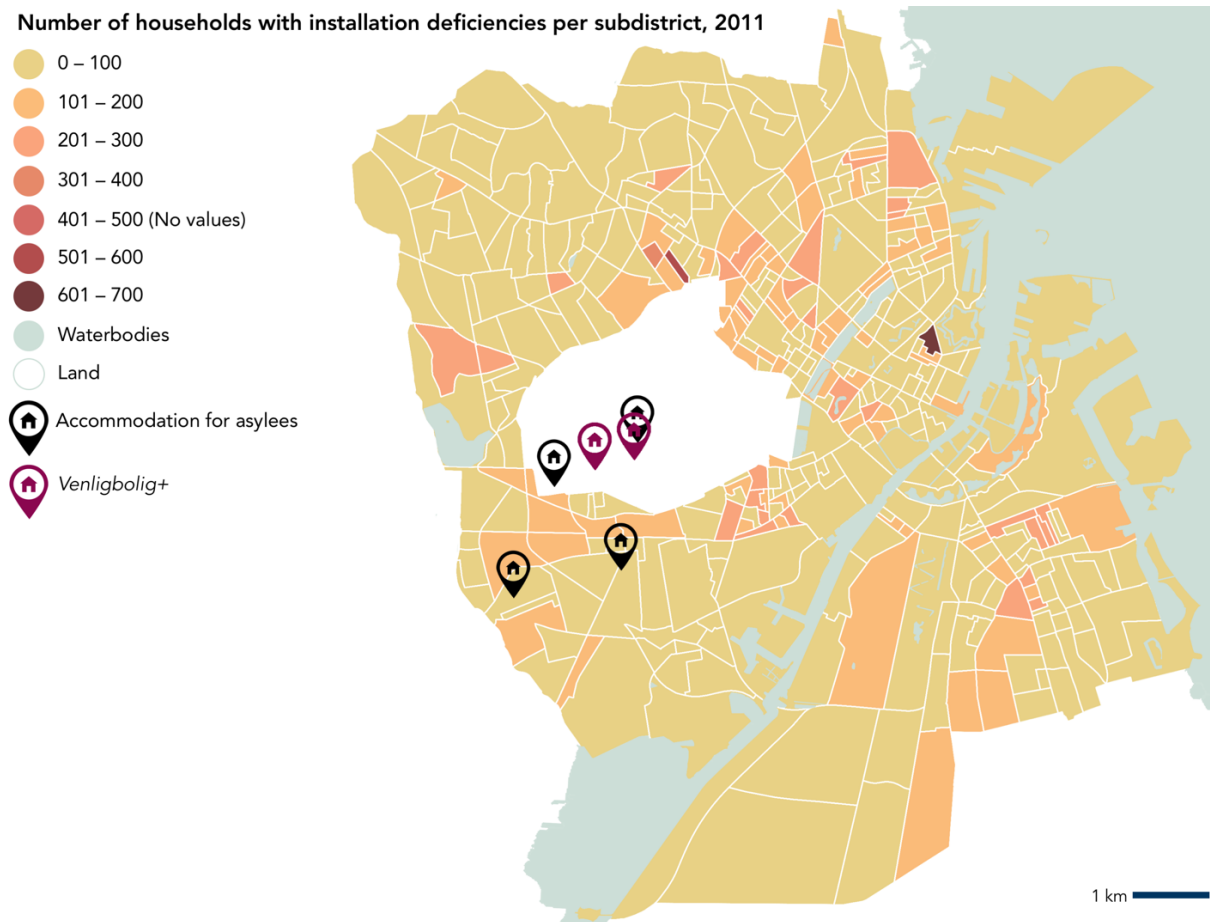 Number of households with installation deficiencies per subdistrict, 2011
0 – 100
101 – 200
201 – 300
301 – 400
401 – 500 (No values)
501 – 600
601 – 700
Waterbodies
Land
Accommodation for asylees
Venligbolig+
1 km